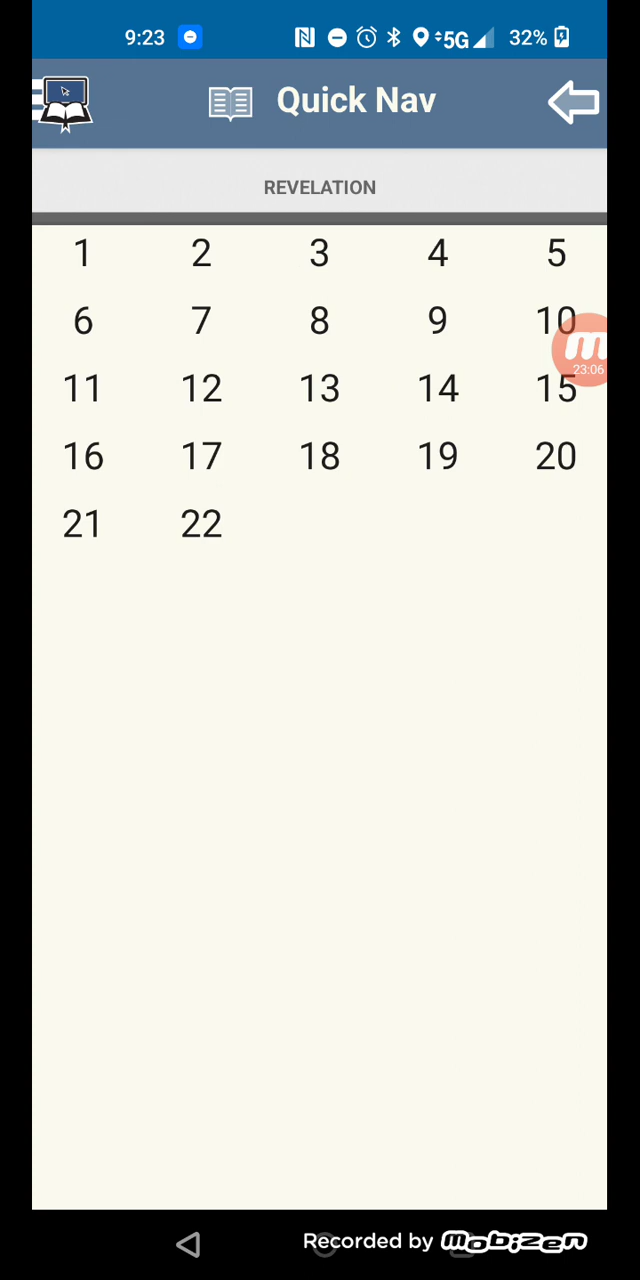 9:23 5G 32%
Quick Nav
REVELATION
1 2 3 4 5
6 7 8 9 10
23:06
11 12 13 14 15
16 17 18 19 20
21 22
Recorded by mobizen